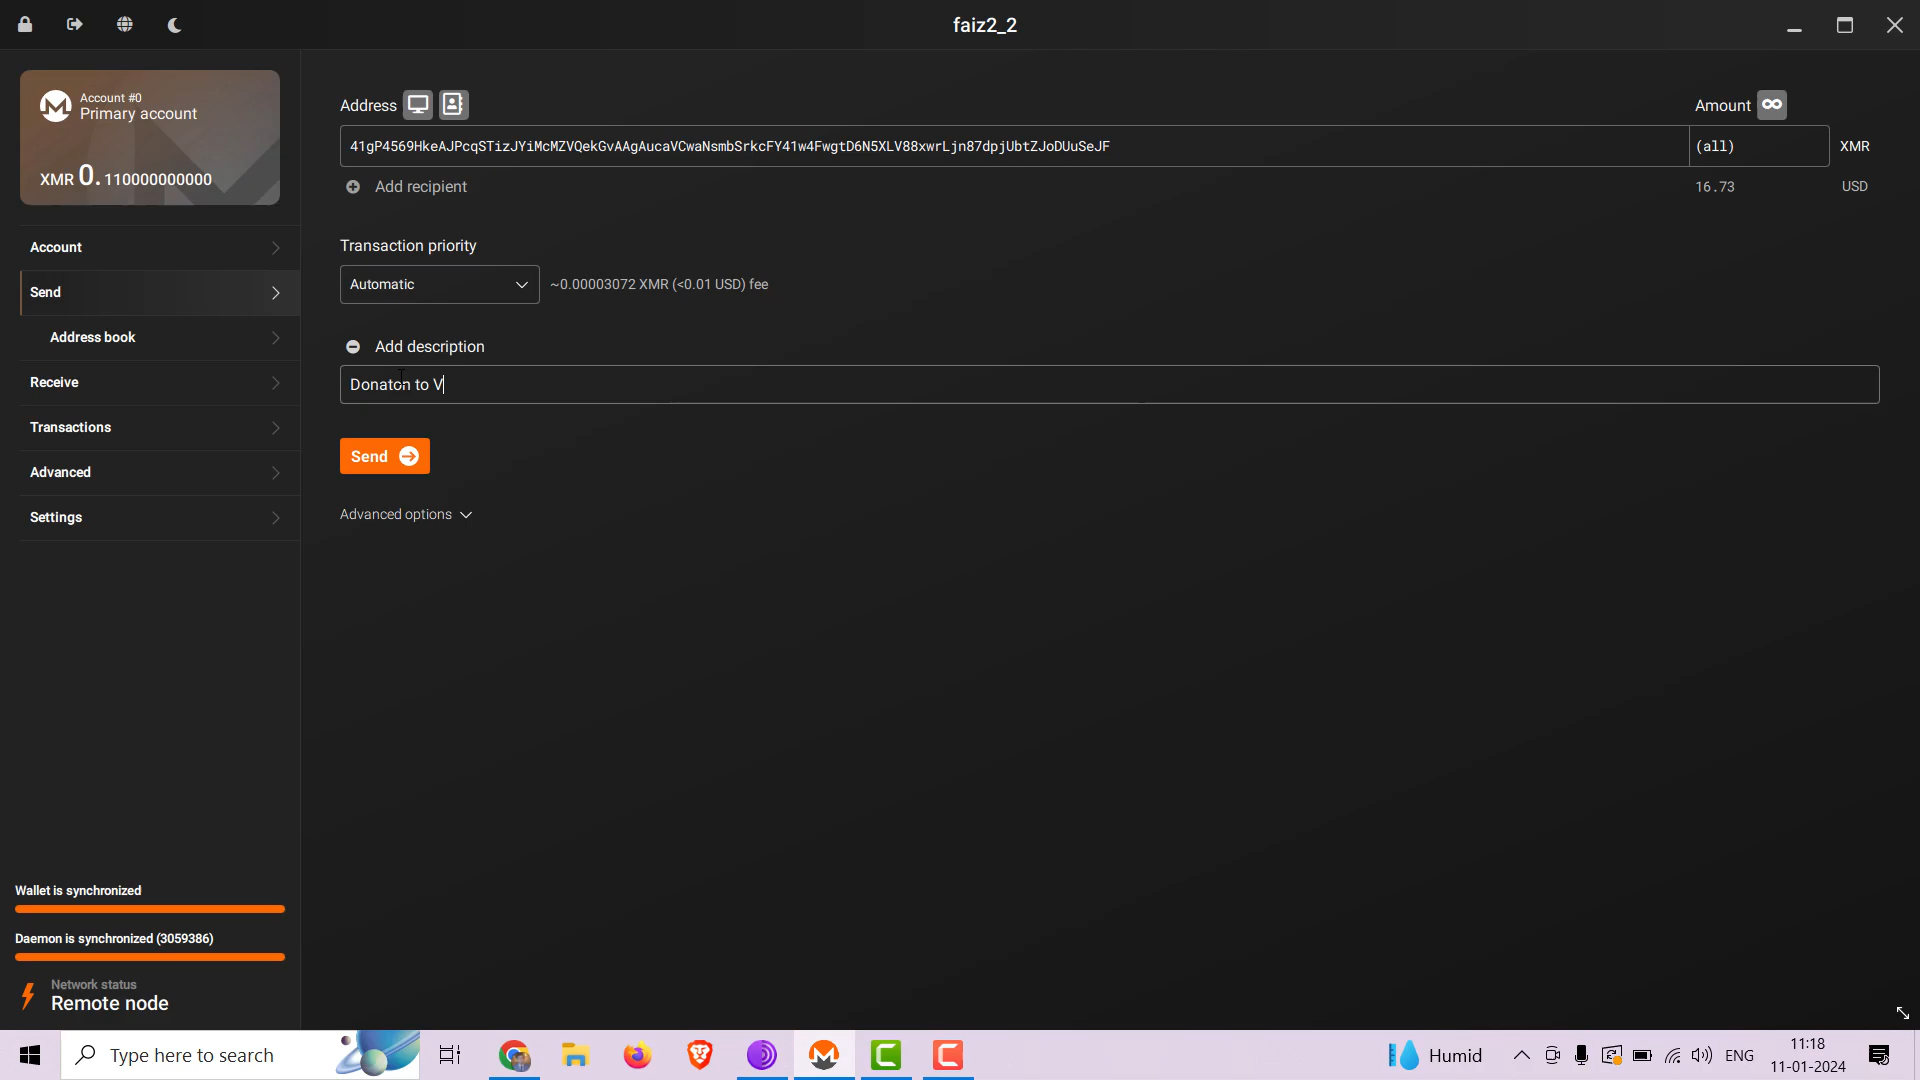 faiz2_2
Account #0
Primary account
XMR 0.110000000000
Account
Send
Address book
Receive
Transactions
Advanced
Settings
Wallet is synchronized
Daemon is synchronized (3059386)
Network status
Remote node
Address
Amount
41gP4569HkeAJPcqSTizJYiMcMZVQekGvAAgAucaVCwaNsmbSrkcFY41w4FwgtD6N5XLV88xwrLjn87dpjUbtZJoDUuSeJF
(all)
XMR
Add recipient
16.73
USD
Transaction priority
Automatic
~0.00003072 XMR (<0.01 USD) fee
Add description
Donaton to V
Send
Advanced options
Type here to search
Humid
ENG
11:18
11-01-2024